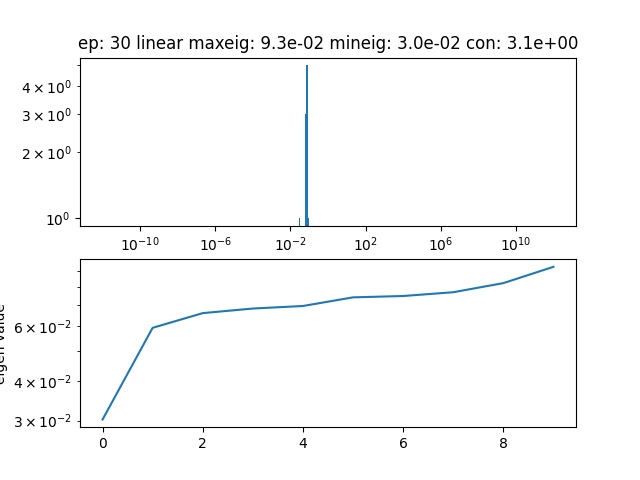 ep: 30 linear maxeig: 9.3e-02 mineig: 3.0e-02 con: 3.1e+00
4 × 10⁰
3 × 10⁰
2 × 10⁰
10⁰
10⁻¹⁰ 10⁻⁶ 10⁻² 10² 10⁶ 10¹⁰
eigen value
6 × 10⁻²
4 × 10⁻²
3 × 10⁻²
0 2 4 6 8